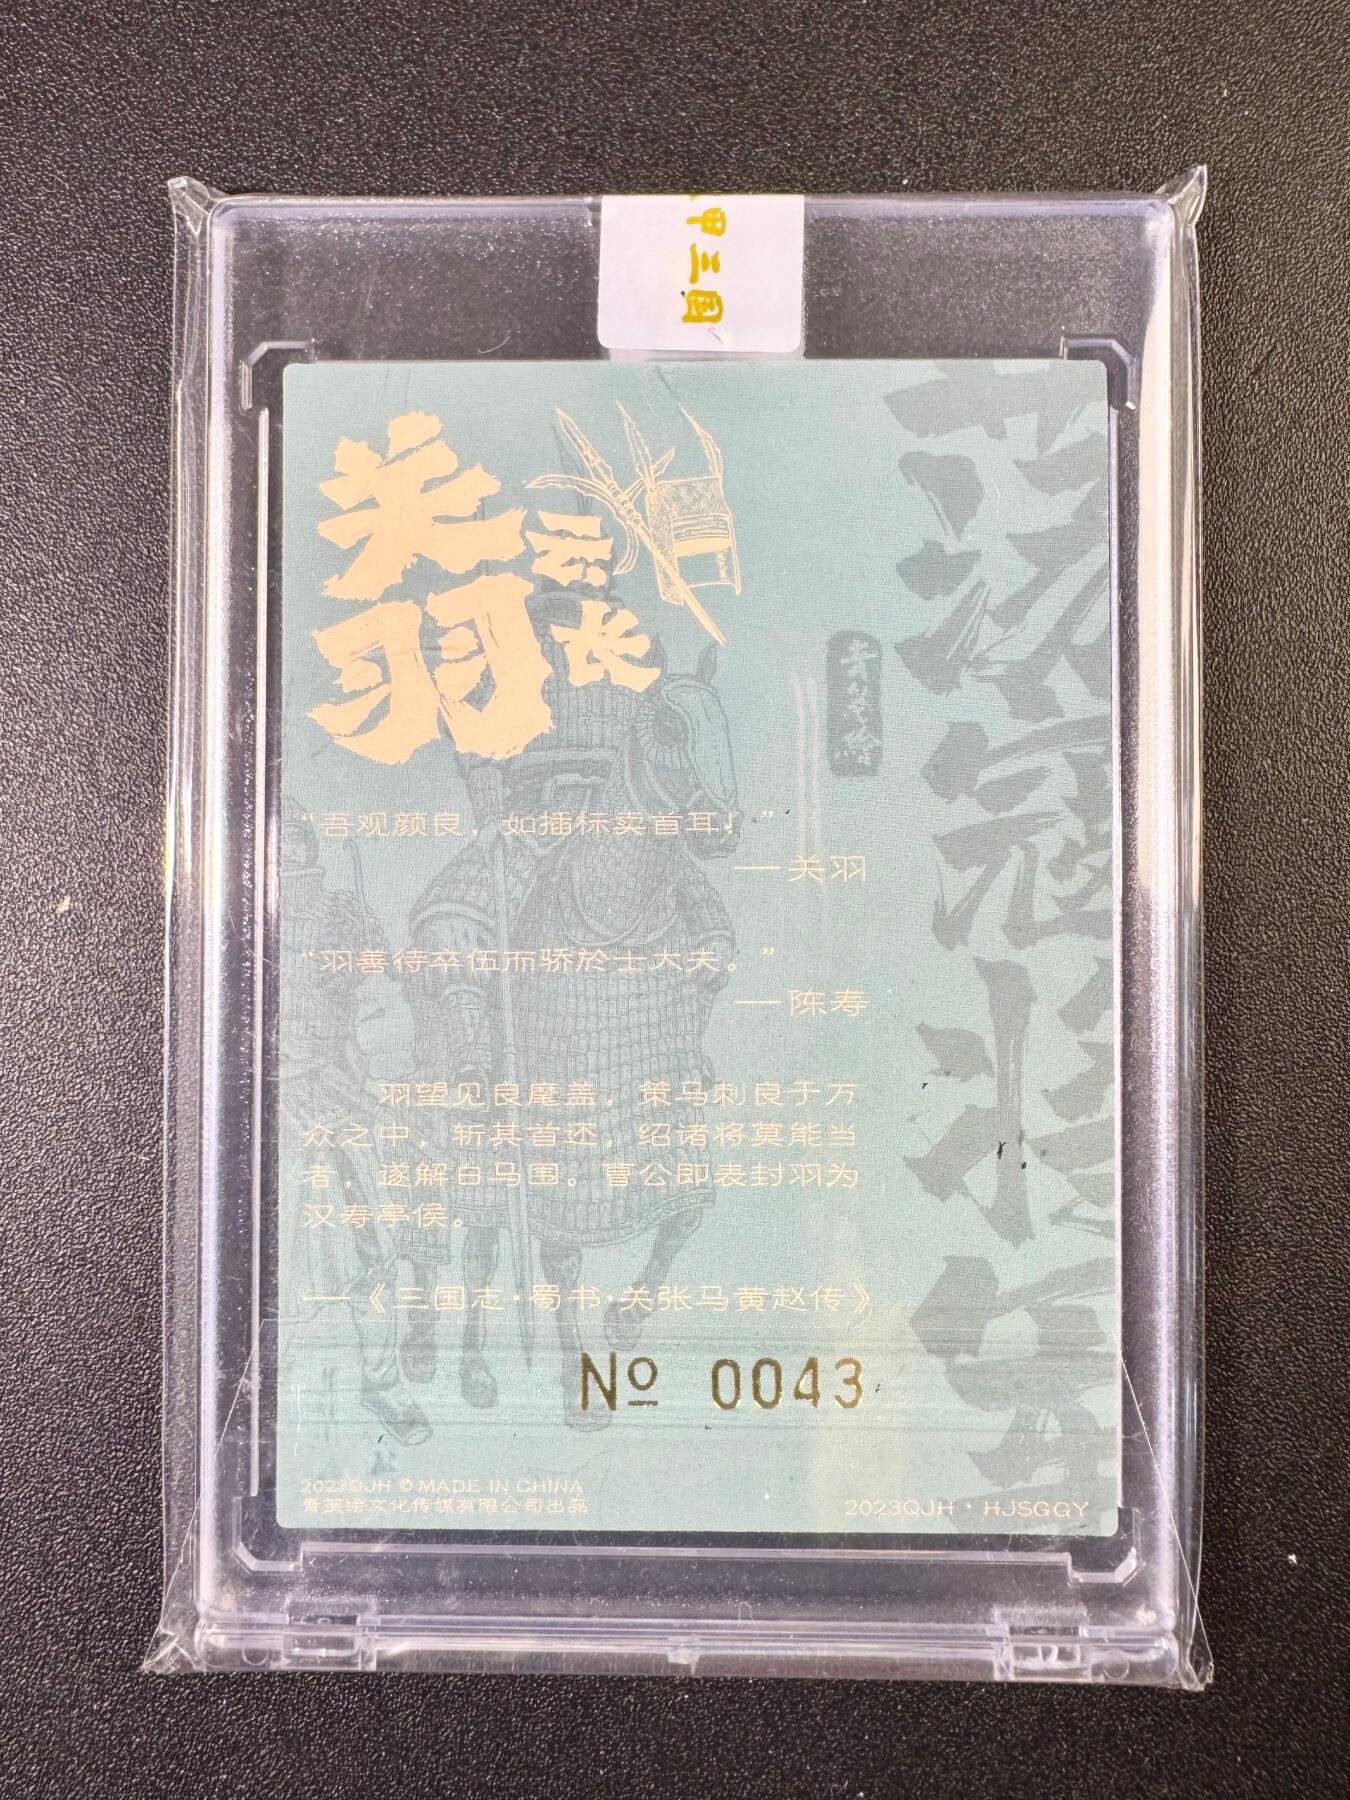 甲三国
关羽
云长
“吾观颜良，如插标卖首耳！”
—关羽
“羽善待卒伍而骄於士大夫。”
—陈寿
羽望见良麾盖，策马刺良于万
众之中，斩其首还，绍诸将莫能当
者，遂解白马围。曹公即表封羽为
汉寿亭侯。
—《三国志·蜀书·关张马黄赵传》
Nº 0043
2023QJH © MADE IN CHINA
青笑绘文化传媒有限公司出品
2023QJH · HJSGGY